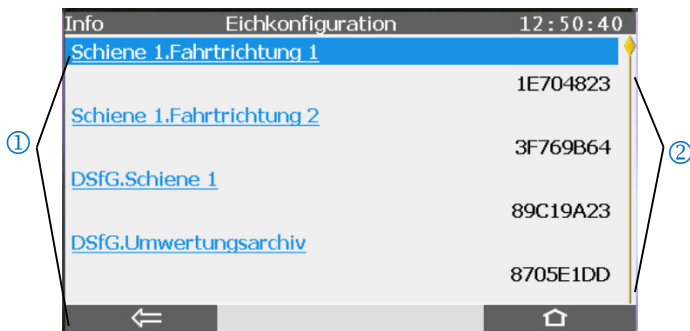 Info Eichkonfiguration 12:50:40
Schiene 1.Fahrtrichtung 1
1E704823
Schiene 1.Fahrtrichtung 2
3F769B64
① ②
DSfG.Schiene 1
89C19A23
DSfG.Umwertungsarchiv
8705E1DD